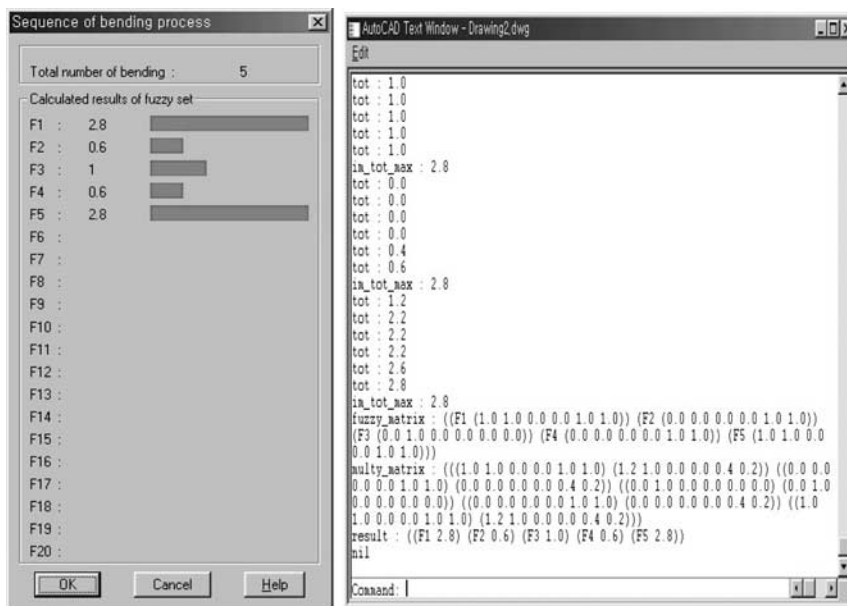 Sequence of bending process
Total number of bending : 5
Calculated results of fuzzy set
F1 : 2.8
F2 : 0.6
F3 : 1
F4 : 0.6
F5 : 2.8
F6 :
F7 :
F8 :
F9 :
F10 :
F11 :
F12 :
F13 :
F14 :
F15 :
F16 :
F17 :
F18 :
F19 :
F20 :
OK Cancel Help
AutoCAD Text Window - Drawing2.dwg
Edit
tot : 1.0
tot : 1.0
tot : 1.0
tot : 1.0
tot : 1.0
im_tot_max : 2.8
tot : 0.0
tot : 0.0
tot : 0.0
tot : 0.0
tot : 0.4
tot : 0.6
im_tot_max : 2.8
tot : 1.2
tot : 2.2
tot : 2.2
tot : 2.2
tot : 2.6
tot : 2.8
im_tot_max : 2.8
fuzzy_matrix : ((F1 (1.0 1.0 0.0 0.0 1.0 1.0)) (F2 (0.0 0.0 0.0 0.0 1.0 1.0))
(F3 (0.0 1.0 0.0 0.0 0.0 0.0)) (F4 (0.0 0.0 0.0 0.0 1.0 1.0)) (F5 (1.0 1.0 0.0
0.0 1.0 1.0)))
multy_matrix : (((1.0 1.0 0.0 0.0 1.0 1.0) (1.2 1.0 0.0 0.0 0.4 0.2)) ((0.0 0.0
0.0 0.0 1.0 1.0) (0.0 0.0 0.0 0.0 0.4 0.2)) ((0.0 1.0 0.0 0.0 0.0 0.0) (0.0 1.0
0.0 0.0 0.0 0.0)) ((0.0 0.0 0.0 0.0 1.0 1.0) (0.0 0.0 0.0 0.0 0.4 0.2)) ((1.0
1.0 0.0 0.0 1.0 1.0) (1.2 1.0 0.0 0.0 0.4 0.2)))
result : ((F1 2.8) (F2 0.6) (F3 1.0) (F4 0.6) (F5 2.8))
nil
Command: